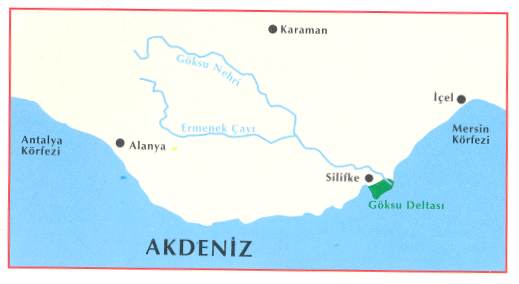 Karaman
Göksu Nehri
İçel
Ermenek Çayı
Mersin
Körfezi
Antalya
Körfezi
Alanya
Silifke
Göksu Deltası
AKDENİZ